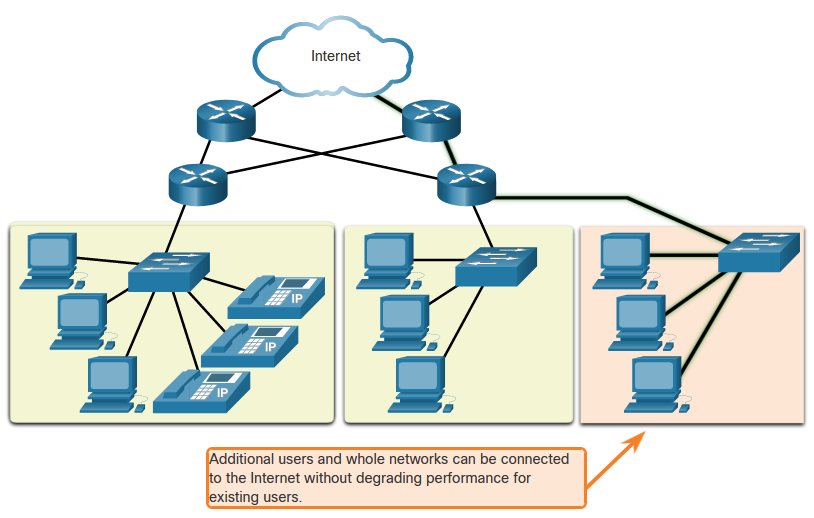 Internet
IP
IP
IP
Additional users and whole networks can be connected
to the Internet without degrading performance for
existing users.